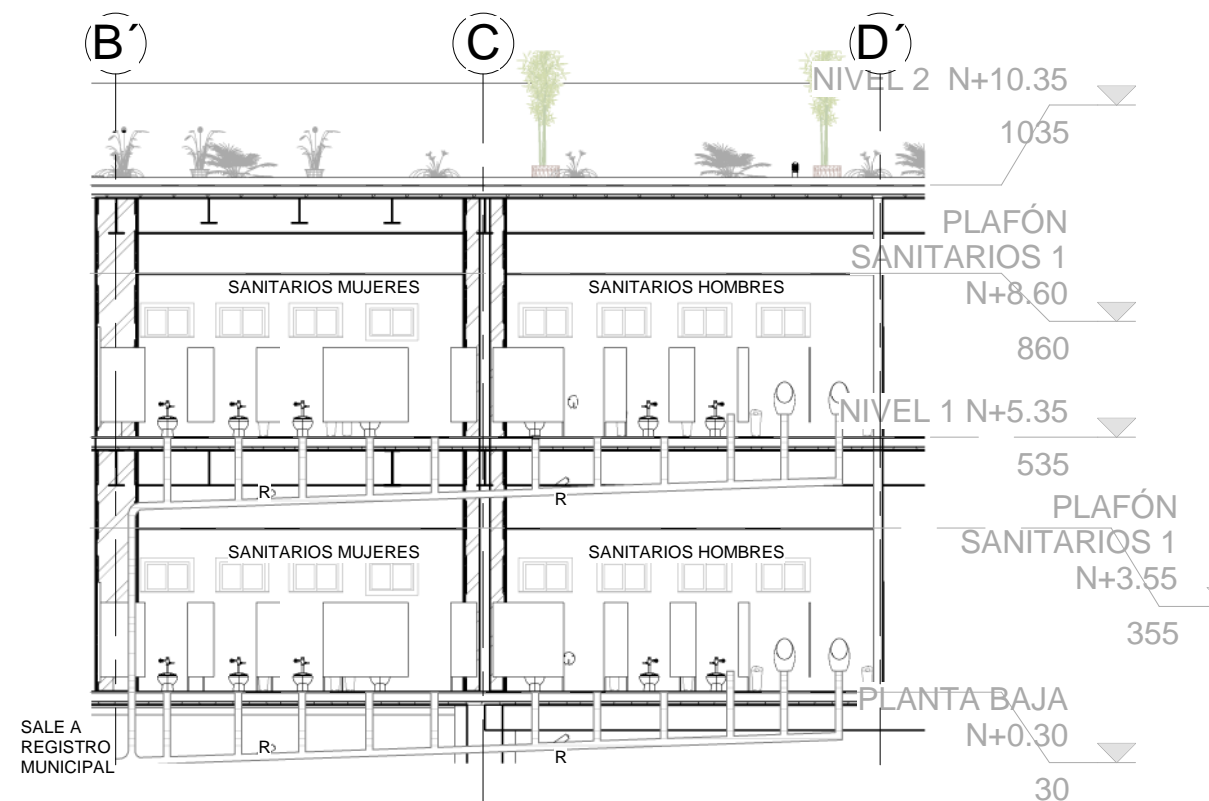 B´
C
D´
NIVEL 2 N+10.35
1035
PLAFÓN
SANITARIOS 1
N+8.60
860
SANITARIOS MUJERES
SANITARIOS HOMBRES
NIVEL 1 N+5.35
535
R
R
PLAFÓN
SANITARIOS 1
N+3.55
355
SANITARIOS MUJERES
SANITARIOS HOMBRES
PLANTA BAJA
N+0.30
30
SALE A
REGISTRO
MUNICIPAL
R
R